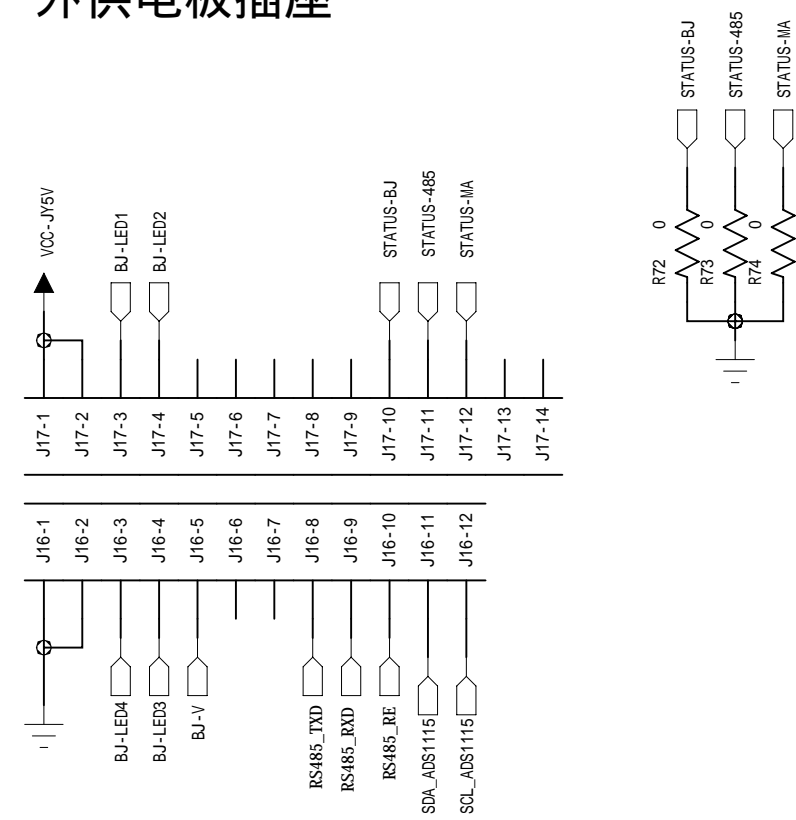 外供电板插座
STATUS-BJ
STATUS-485
STATUS-MA
0
0
0
R72
R73
R74
VCC-JY5V
BJ-LED1
BJ-LED2
STATUS-BJ
STATUS-485
STATUS-MA
J17-1
J17-2
J17-3
J17-4
J17-5
J17-6
J17-7
J17-8
J17-9
J17-10
J17-11
J17-12
J17-13
J17-14
J16-1
J16-2
J16-3
J16-4
J16-5
J16-6
J16-7
J16-8
J16-9
J16-10
J16-11
J16-12
BJ-LED4
BJ-LED3
BJ-V
RS485_TXD
RS485_RXD
RS485_RE
SDA_ADS1115
SCL_ADS1115